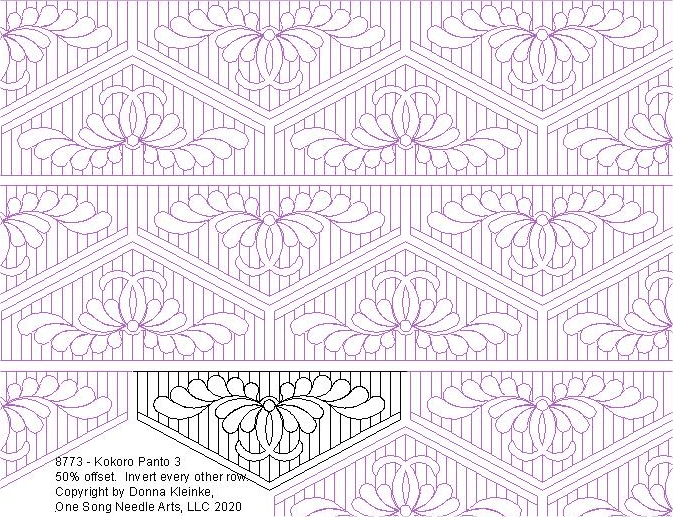 8773 - Kokoro Panto 3
50% offset.  Invert every other row.
Copyright by Donna Kleinke,
One Song Needle Arts, LLC 2020